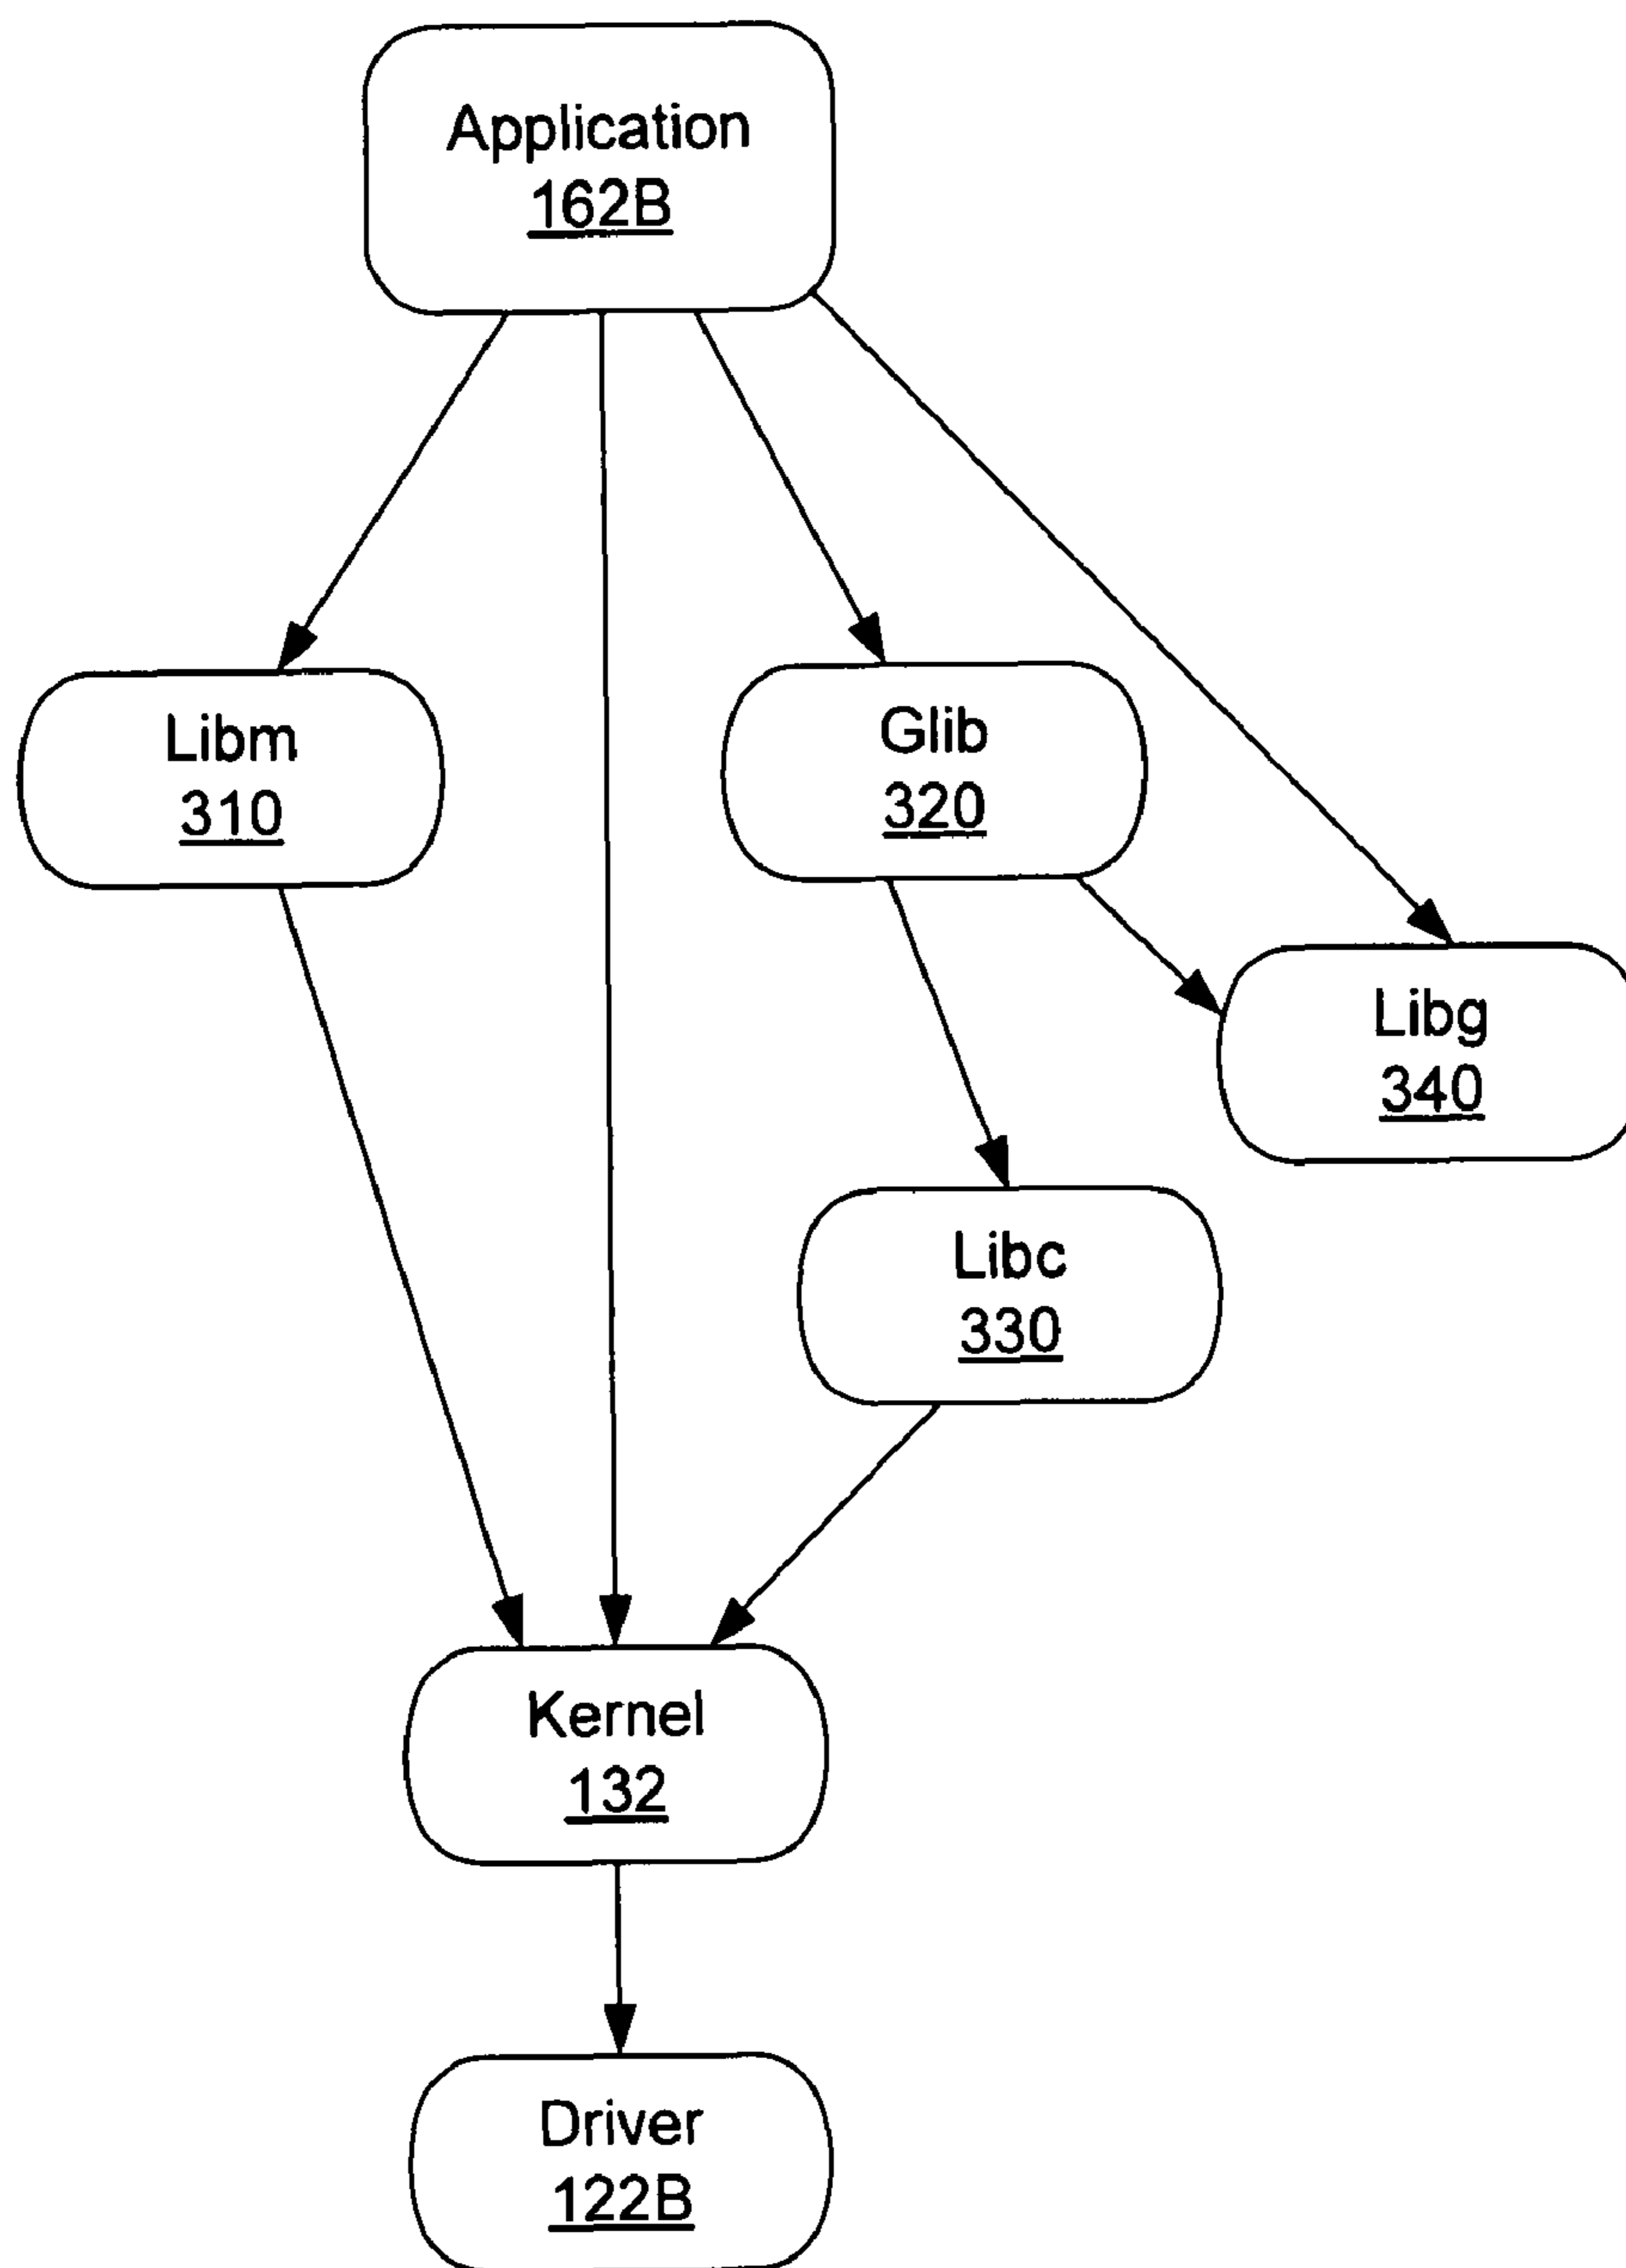 Application
162B
Libm
310
Glib
320
Libg
340
Libc
330
Kernel
132
Driver
122B